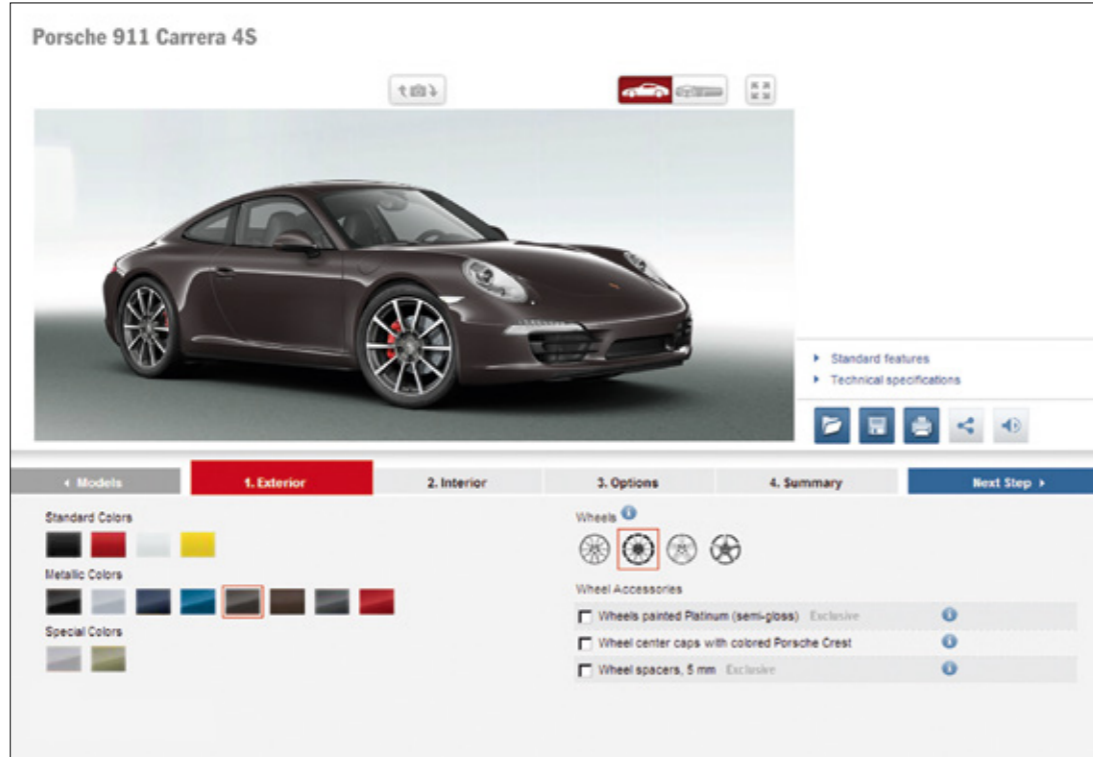 Porsche 911 Carrera 4S
Standard features
Technical specifications
Models
1. Exterior
2. Interior
3. Options
4. Summary
Next Step
Standard Colors
Metallic Colors
Special Colors
Wheels
Wheel Accessories
Wheels painted Platinum (semi-gloss) Exclusive
Wheel center caps with colored Porsche Crest
Wheel spacers, 5 mm Exclusive